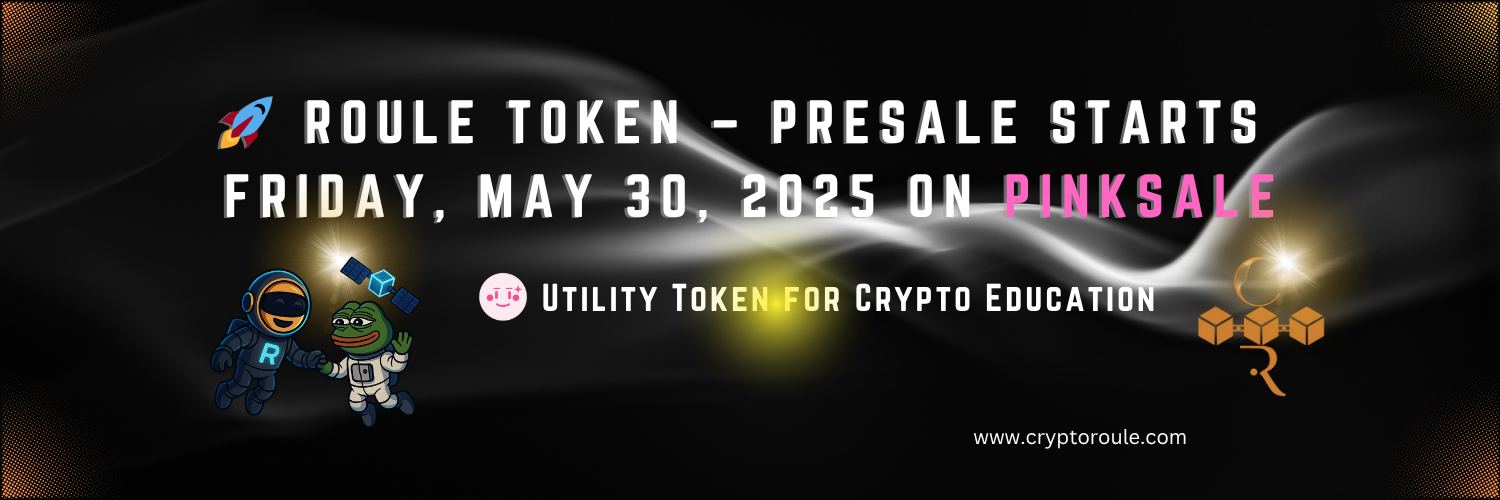 🚀 ROULE TOKEN – PRESALE STARTS
FRIDAY, MAY 30, 2025 ON PINKSALE
UTILITY TOKEN FOR CRYPTO EDUCATION
R
C
R
www.cryptoroule.com